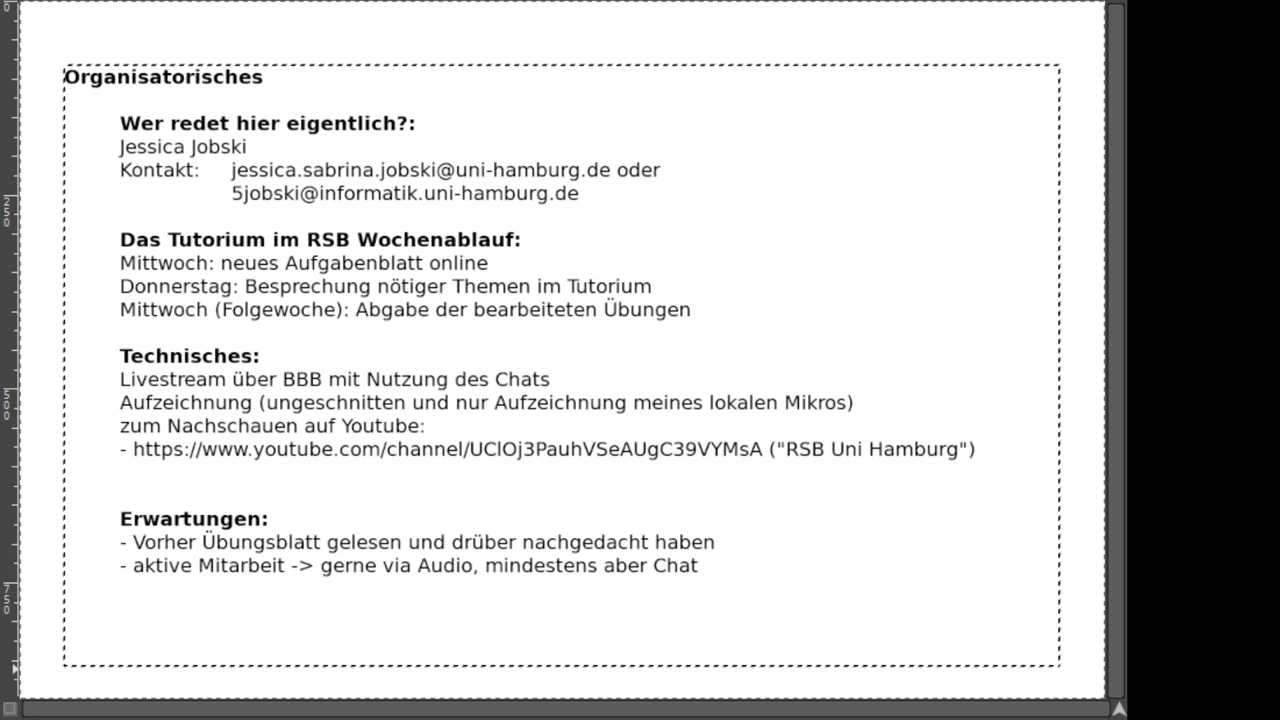 Organisatorisches
Wer redet hier eigentlich?:
Jessica Jobski
Kontakt: jessica.sabrina.jobski@uni-hamburg.de oder
5jobski@informatik.uni-hamburg.de
Das Tutorium im RSB Wochenablauf:
Mittwoch: neues Aufgabenblatt online
Donnerstag: Besprechung nötiger Themen im Tutorium
Mittwoch (Folgewoche): Abgabe der bearbeiteten Übungen
Technisches:
Livestream über BBB mit Nutzung des Chats
Aufzeichnung (ungeschnitten und nur Aufzeichnung meines lokalen Mikros)
zum Nachschauen auf Youtube:
- https://www.youtube.com/channel/UClOj3PauhVSeAUgC39VYMsA ("RSB Uni Hamburg")
Erwartungen:
- Vorher Übungsblatt gelesen und drüber nachgedacht haben
- aktive Mitarbeit -> gerne via Audio, mindestens aber Chat
0
250
500
750